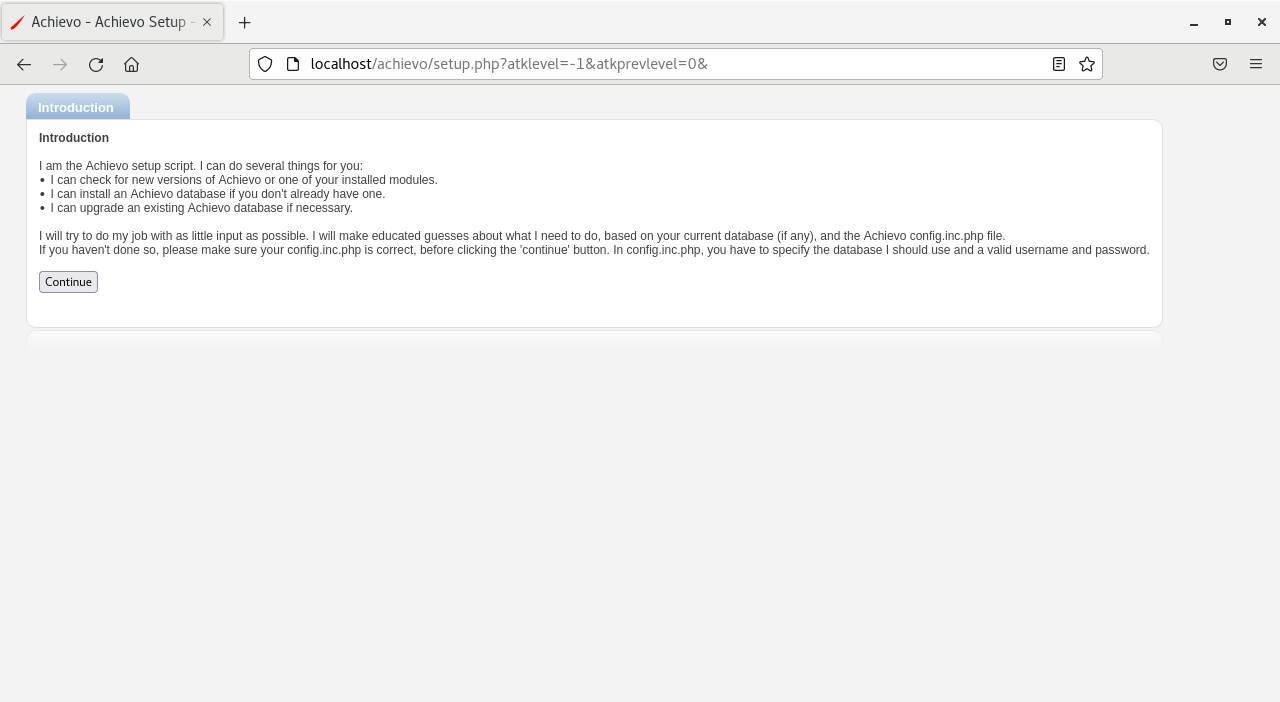 Achievo - Achievo Setup -
localhost/achievo/setup.php?atklevel=-1&atkprevlevel=0&
Introduction
Introduction
I am the Achievo setup script. I can do several things for you:
• I can check for new versions of Achievo or one of your installed modules.
• I can install an Achievo database if you don't already have one.
• I can upgrade an existing Achievo database if necessary.
I will try to do my job with as little input as possible. I will make educated guesses about what I need to do, based on your current database (if any), and the Achievo config.inc.php file.
If you haven't done so, please make sure your config.inc.php is correct, before clicking the 'continue' button. In config.inc.php, you have to specify the database I should use and a valid username and password.
Continue